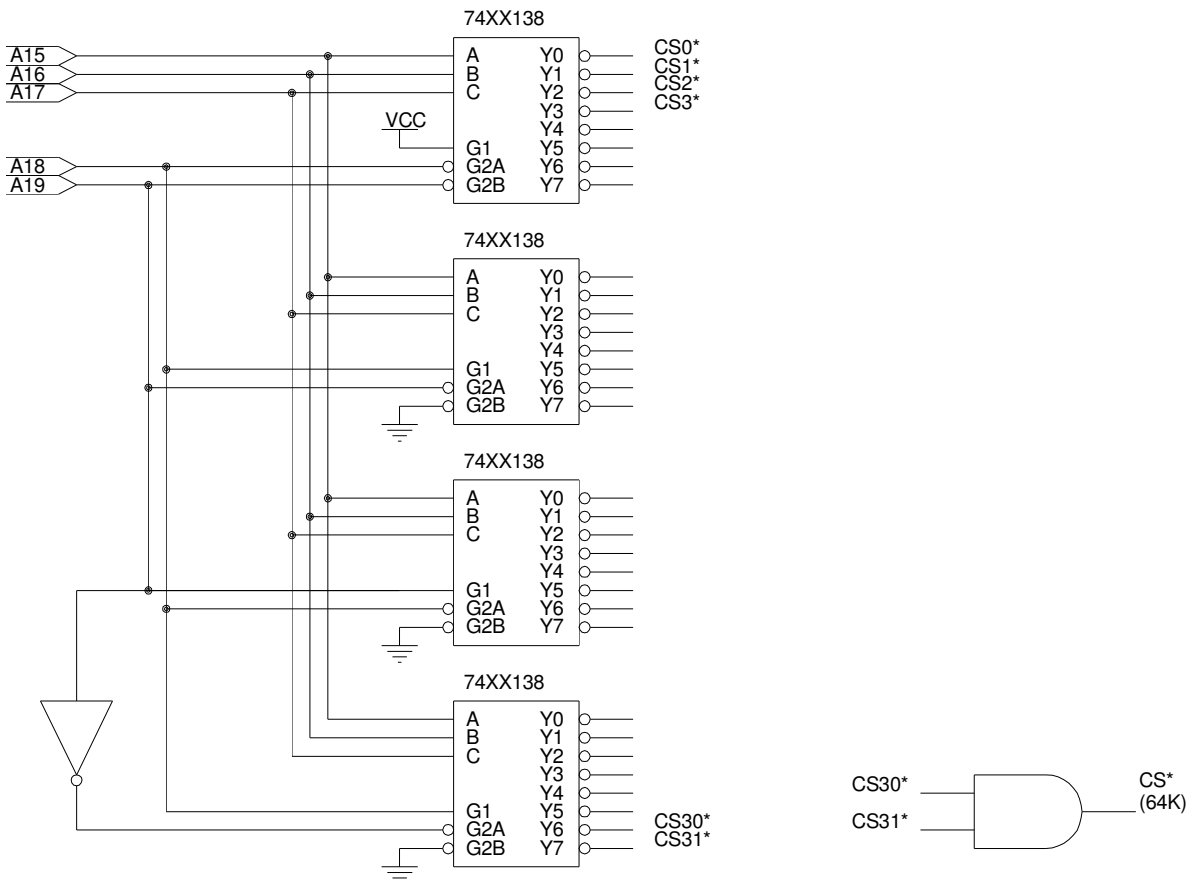 74XX138
A15 A Y0 CS0*
A16 B Y1 CS1*
A17 C Y2 CS2*
Y3 CS3*
VCC Y4
G1 Y5
A18 G2A Y6
A19 G2B Y7
74XX138
A Y0
B Y1
C Y2
Y3
Y4
G1 Y5
G2A Y6
G2B Y7
74XX138
A Y0
B Y1
C Y2
Y3
Y4
G1 Y5
G2A Y6
G2B Y7
74XX138
A Y0
B Y1
C Y2
Y3
Y4
G1 Y5
G2A Y6 CS30*
G2B Y7 CS31*
CS30* CS*
(64K)
CS31*